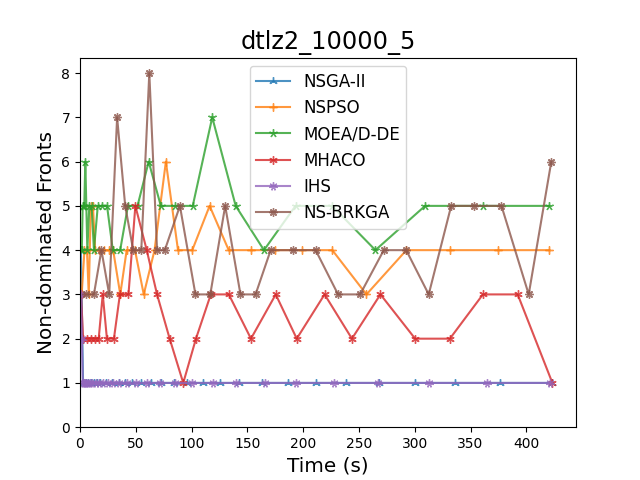 dtlz2_10000_5
NSGA-II
NSPSO
MOEA/D-DE
MHACO
IHS
NS-BRKGA
Non-dominated Fronts
8
7
6
5
4
3
2
1
0
0 50 100 150 200 250 300 350 400
Time (s)